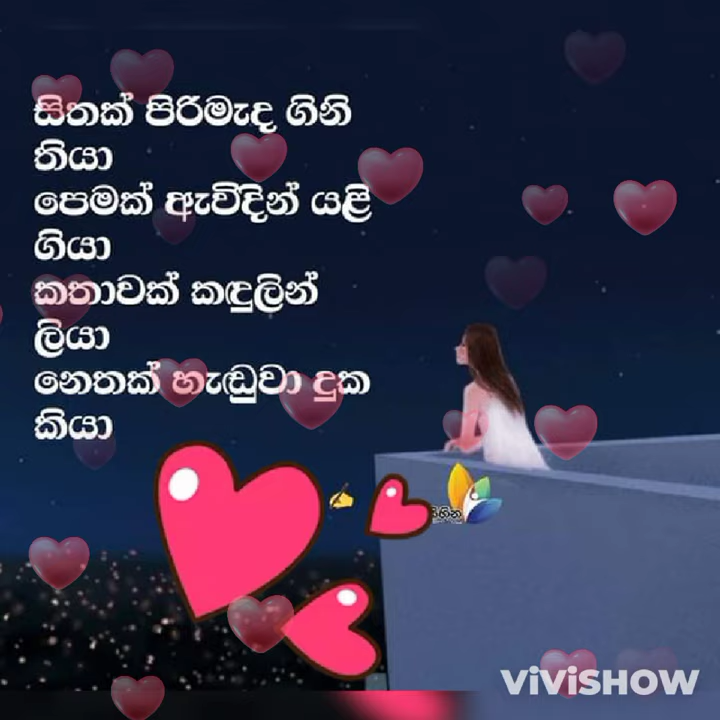 සිතක් පිරිමැද ගිනි
තියා
පෙමක් ඇවිදින් යළි
ගියා
කතාවක් කඳුලින්
ලියා
නෙතක් හැඬුවා දුක
කියා
ViViSHOW